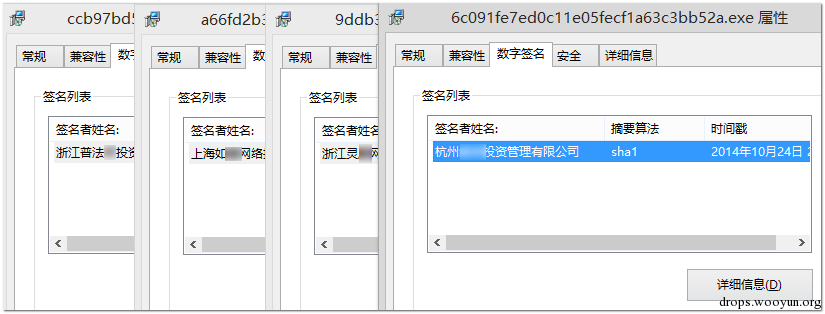 ccb97bd5
常规 兼容性 数字
签名列表
签名者姓名:
浙江普法 投资
a66fd2b3
常规 兼容性 数
签名列表
签名者姓名:
上海如 网络
9ddb3
常规 兼容性
签名列表
签名者姓名:
浙江灵 网
6c091fe7ed0c11e05fecf1a63c3bb52a.exe 属性
常规 兼容性 数字签名 安全 详细信息
签名列表
签名者姓名: 摘要算法 时间戳
杭州 投资管理有限公司 sha1 2014年10月24日 2
详细信息(D)
drops.wooyun.org